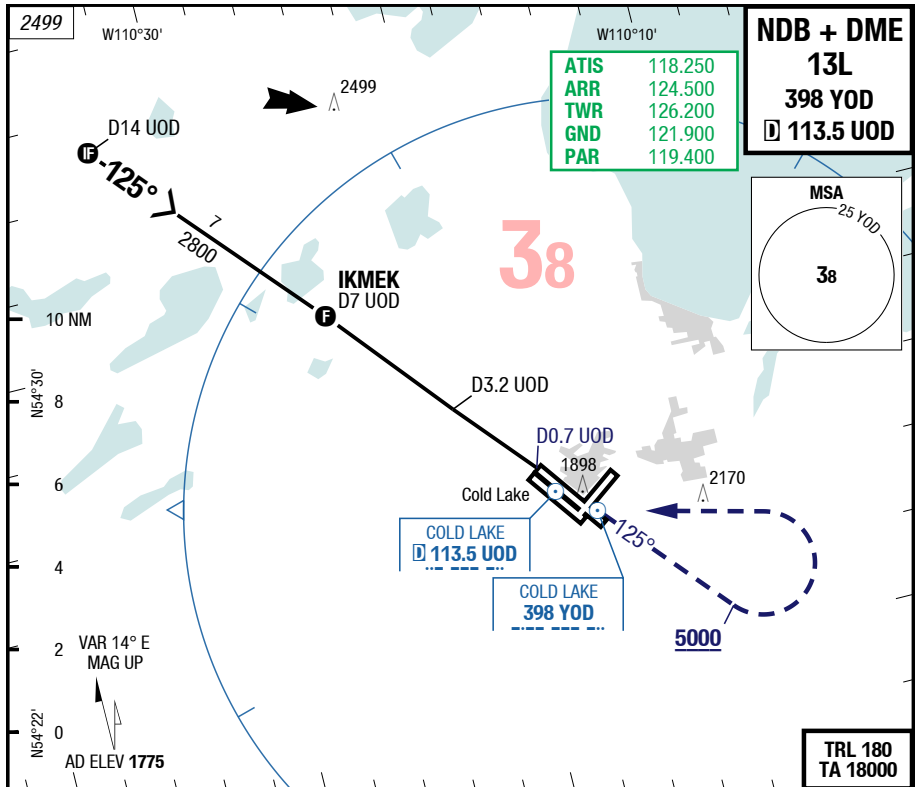 2499
W110°30'
W110°10'
NDB + DME
13L
398 YOD
D 113.5 UOD
ATIS 118.250
ARR 124.500
TWR 126.200
GND 121.900
PAR 119.400
2499
D14 UOD
IF
-125°
7
2800
MSA
25 YOD
38
38
IKMEK
D7 UOD
F
10 NM
N54°30'
8
D3.2 UOD
D0.7 UOD
1898
2170
6
Cold Lake
COLD LAKE
D 113.5 UOD
125°
4
COLD LAKE
398 YOD
5000
2
VAR 14° E
MAG UP
N54°22'
0
AD ELEV 1775
TRL 180
TA 18000